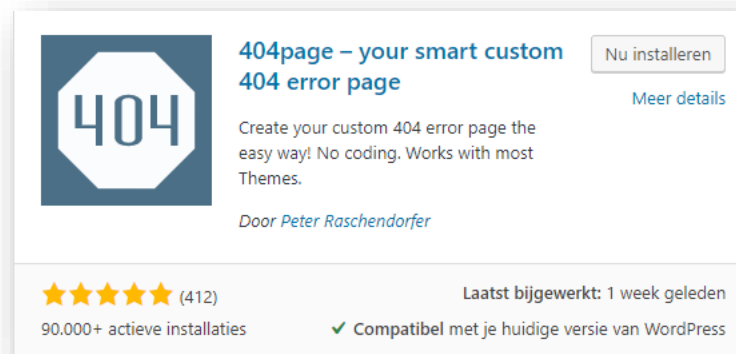 404
404page – your smart custom
404 error page
Nu installeren
Meer details
Create your custom 404 error page the
easy way! No coding. Works with most
Themes.
Door Peter Raschendorfer
(412)
Laatst bijgewerkt: 1 week geleden
90.000+ actieve installaties
✔ Compatibel met je huidige versie van WordPress